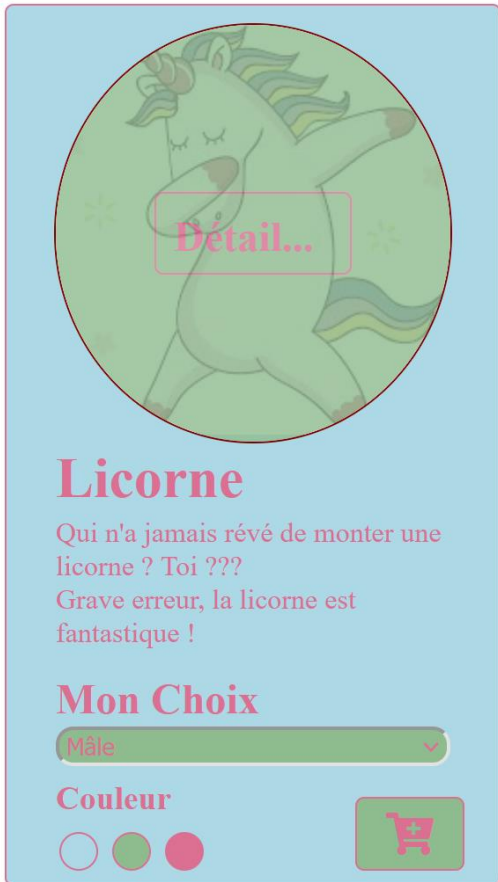 Détail...
Licorne
Qui n'a jamais révé de monter une
licorne ? Toi ???
Grave erreur, la licorne est
fantastique !
Mon Choix
Mâle
Couleur